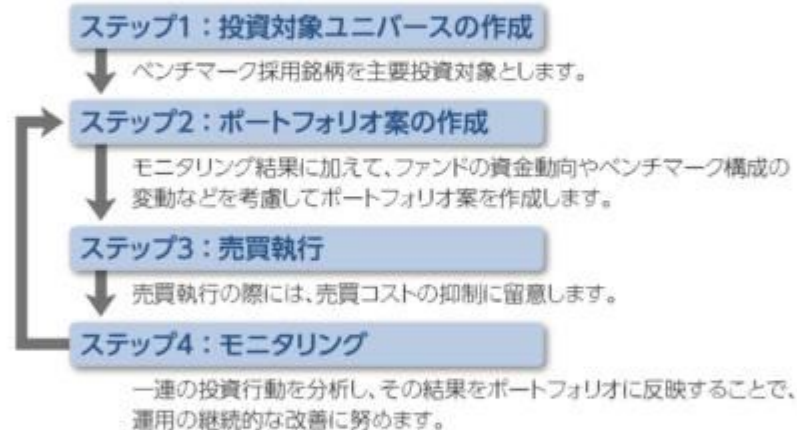 ステップ1：投資対象ユニバースの作成
ベンチマーク採用銘柄を主要投資対象とします。
ステップ2：ポートフォリオ案の作成
モニタリング結果に加えて、ファンドの資金動向やベンチマーク構成の
変動などを考慮してポートフォリオ案を作成します。
ステップ3：売買執行
売買執行の際には、売買コストの抑制に留意します。
ステップ4：モニタリング
一連の投資行動を分析し、その結果をポートフォリオに反映することで、
運用の継続的な改善に努めます。